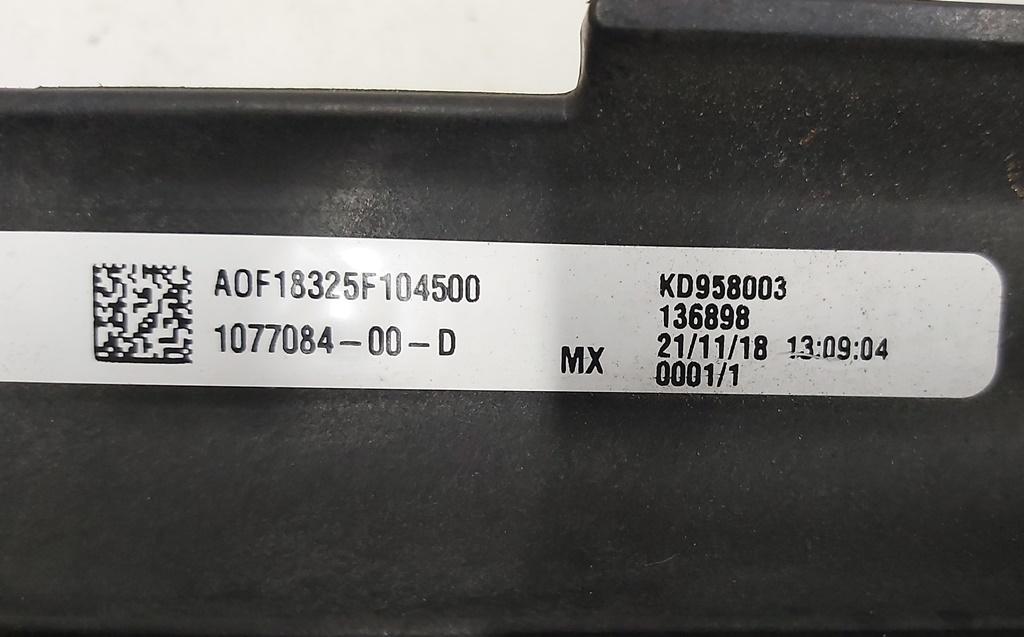 AOF18325F104500
1077084-00-D
MX
KD958003
136898
21/11/18 13:09:04
0001/1